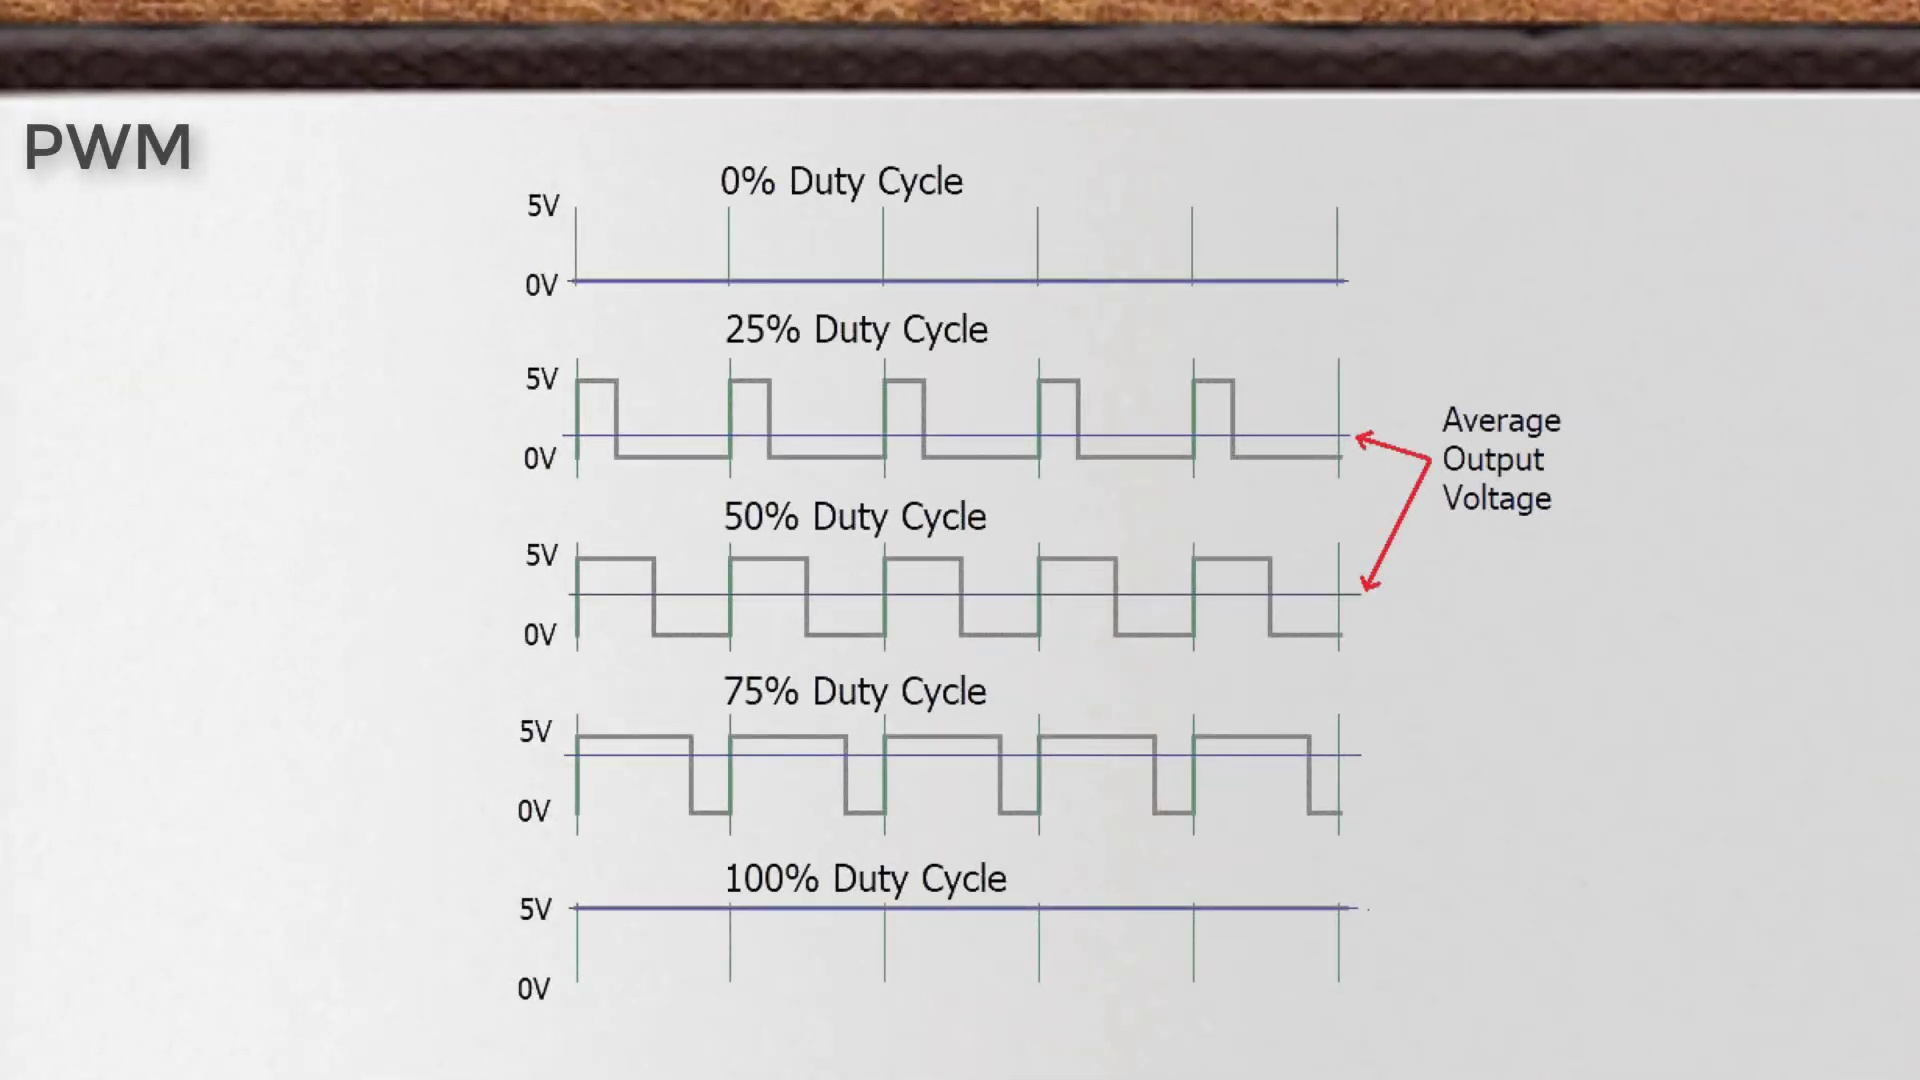 PWM
0% Duty Cycle
5V
0V
25% Duty Cycle
5V
0V
50% Duty Cycle
5V
0V
75% Duty Cycle
5V
0V
100% Duty Cycle
5V
0V
Average
Output
Voltage